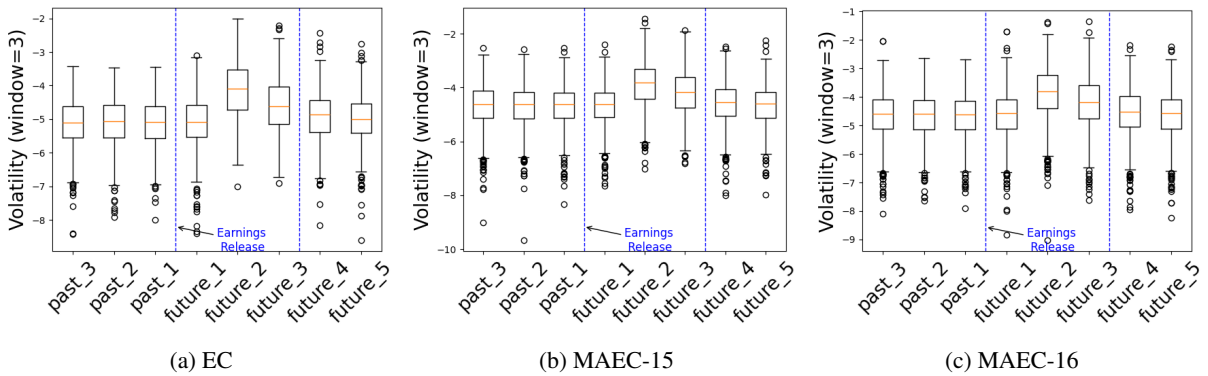 Volatility (window=3)
−2
−3
−4
−5
−6
−7
−8
Earnings
Release
past_3
past_2
past_1
future_1
future_2
future_3
future_4
future_5
(a) EC
Volatility (window=3)
−2
−4
−6
−8
−10
Earnings
Release
past_3
past_2
past_1
future_1
future_2
future_3
future_4
future_5
(b) MAEC-15
Volatility (window=3)
−1
−2
−3
−4
−5
−6
−7
−8
−9
Earnings
Release
past_3
past_2
past_1
future_1
future_2
future_3
future_4
future_5
(c) MAEC-16